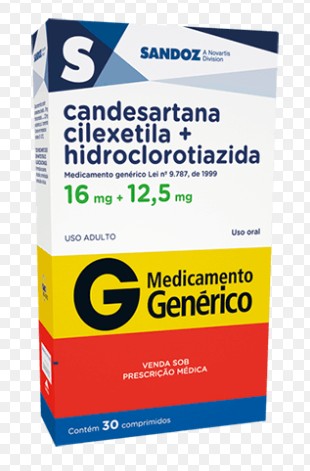 S
SANDOZ A Novartis Division
candesartana
cilexetila +
hidroclorotiazida
Medicamento genérico Lei nº 9.787, de 1999
16 mg + 12,5 mg
USO ADULTO
Uso oral
G Medicamento
Genérico
VENDA SOB
PRESCRIÇÃO MÉDICA
Contém 30 comprimidos